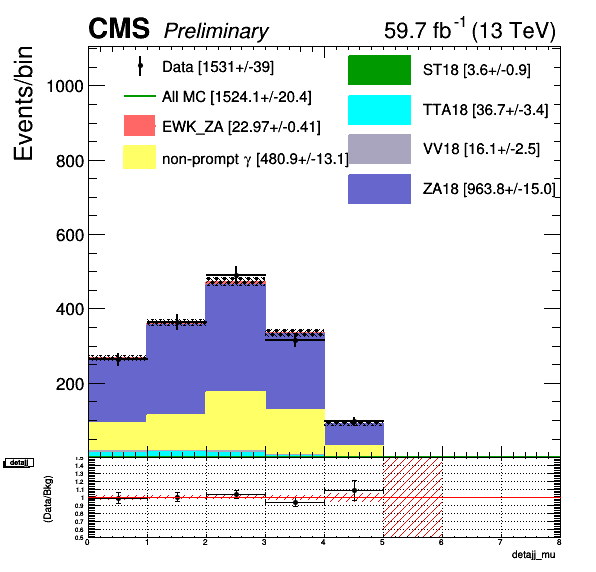 CMS Preliminary 59.7 fb⁻¹ (13 TeV)
Events/bin
Data [1531+/-39]
All MC [1524.1+/-20.4]
EWK_ZA [22.97+/-0.41]
non-prompt γ [480.9+/-13.1]
ST18 [3.6+/-0.9]
TTA18 [36.7+/-3.4]
VV18 [16.1+/-2.5]
ZA18 [963.8+/-15.0]
1000
800
600
400
200
detajj
(Data/Bkg)
1.5
1.4
1.3
1.2
1.1
1
0.9
0.8
0.7
0.6
0.5
0 1 2 3 4 5 6 7 8
detajj_mu